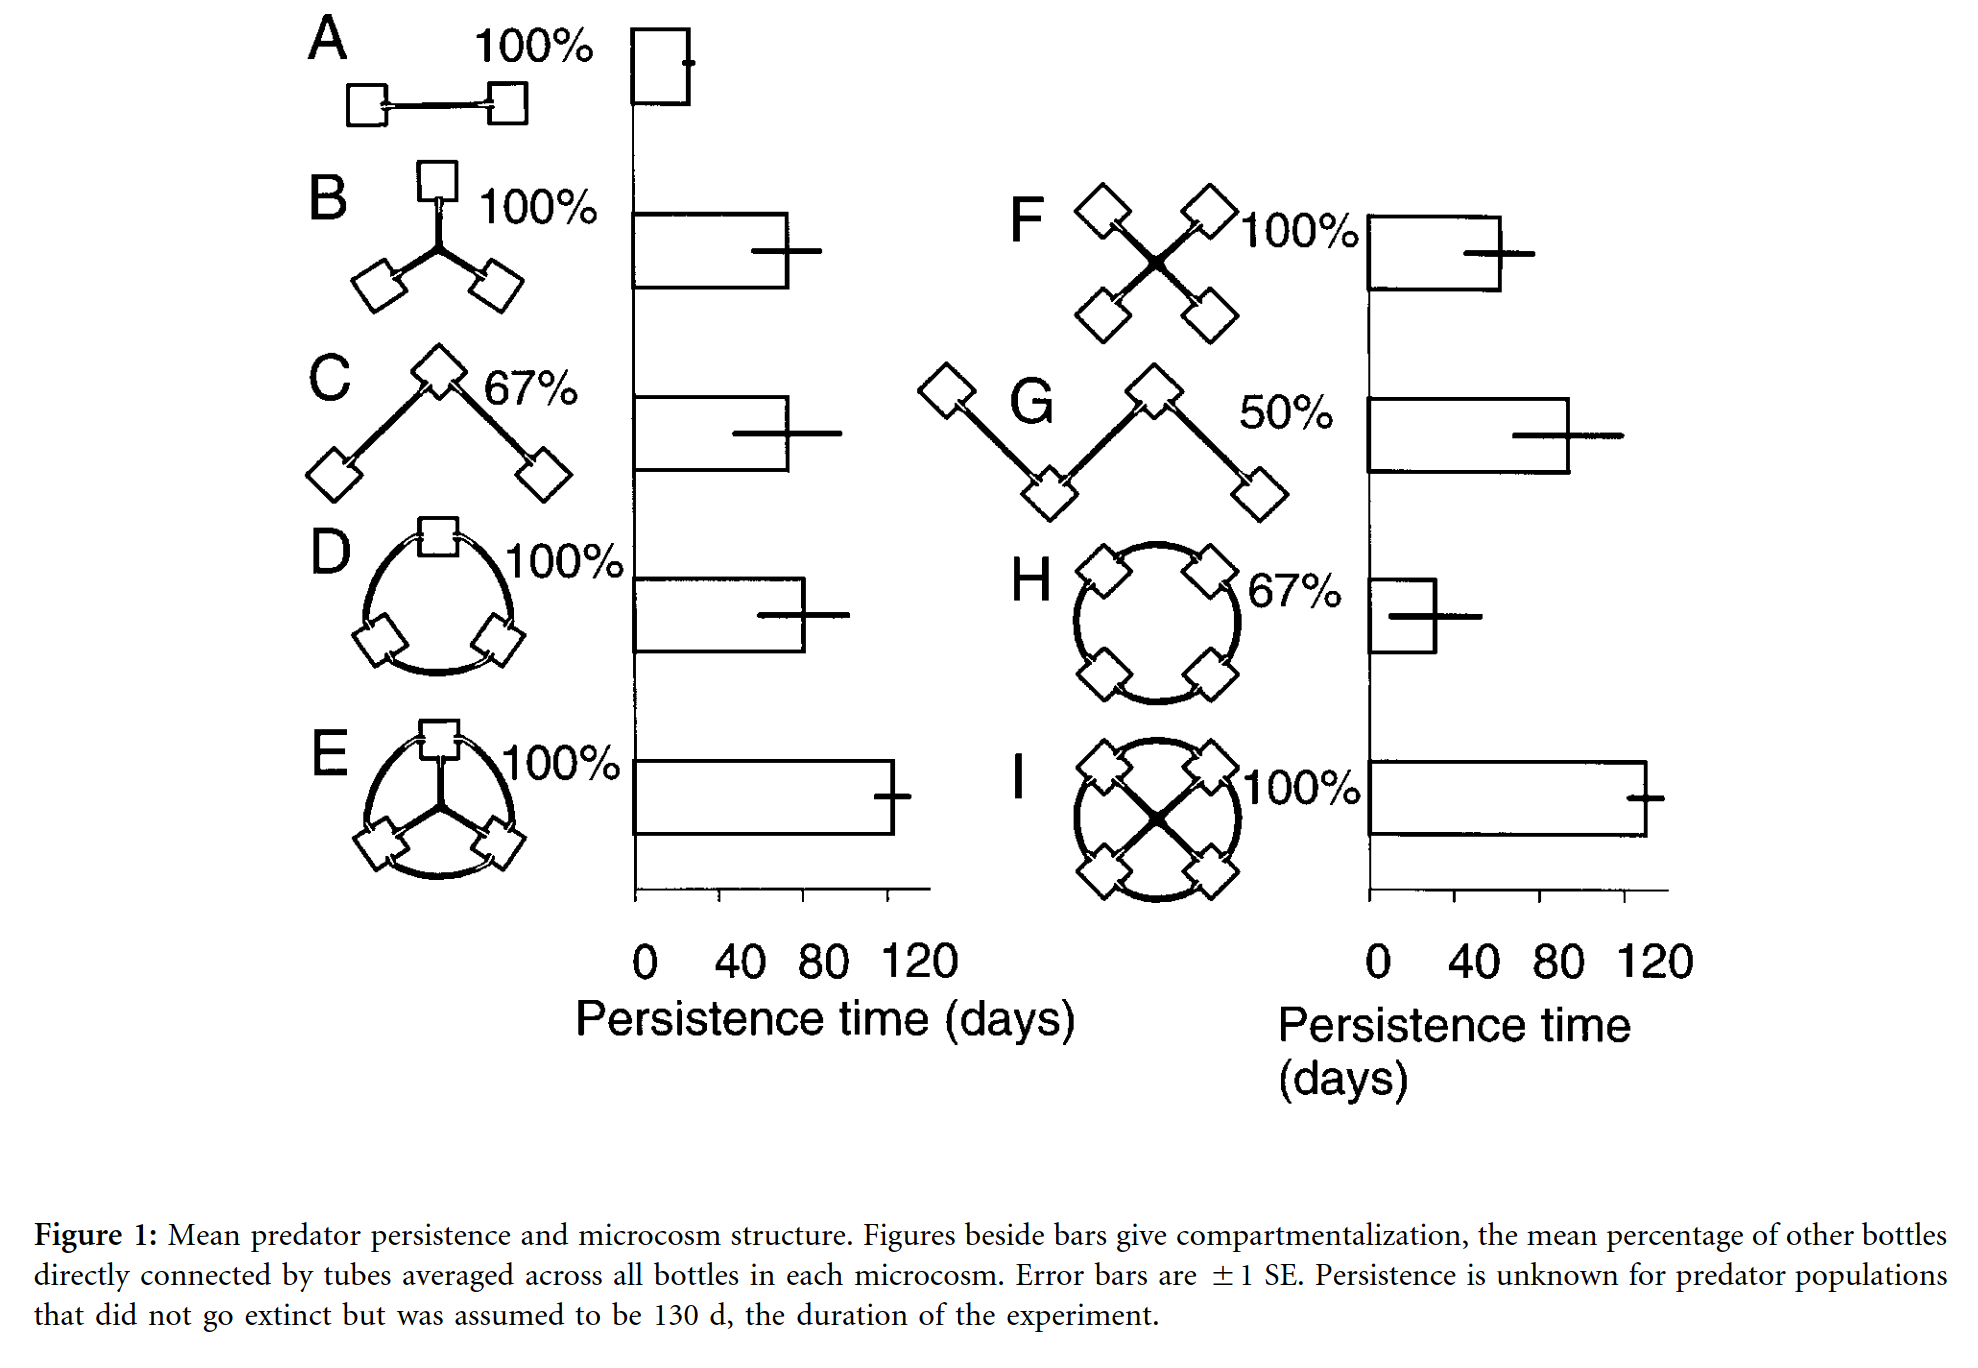 A 100%
B 100%
C 67%
D 100%
E 100%
0 40 80 120
Persistence time (days)
F 100%
G 50%
H 67%
I 100%
0 40 80 120
Persistence time
(days)
Figure 1: Mean predator persistence and microcosm structure. Figures beside bars give compartmentalization, the mean percentage of other bottles
directly connected by tubes averaged across all bottles in each microcosm. Error bars are ±1 SE. Persistence is unknown for predator populations
that did not go extinct but was assumed to be 130 d, the duration of the experiment.